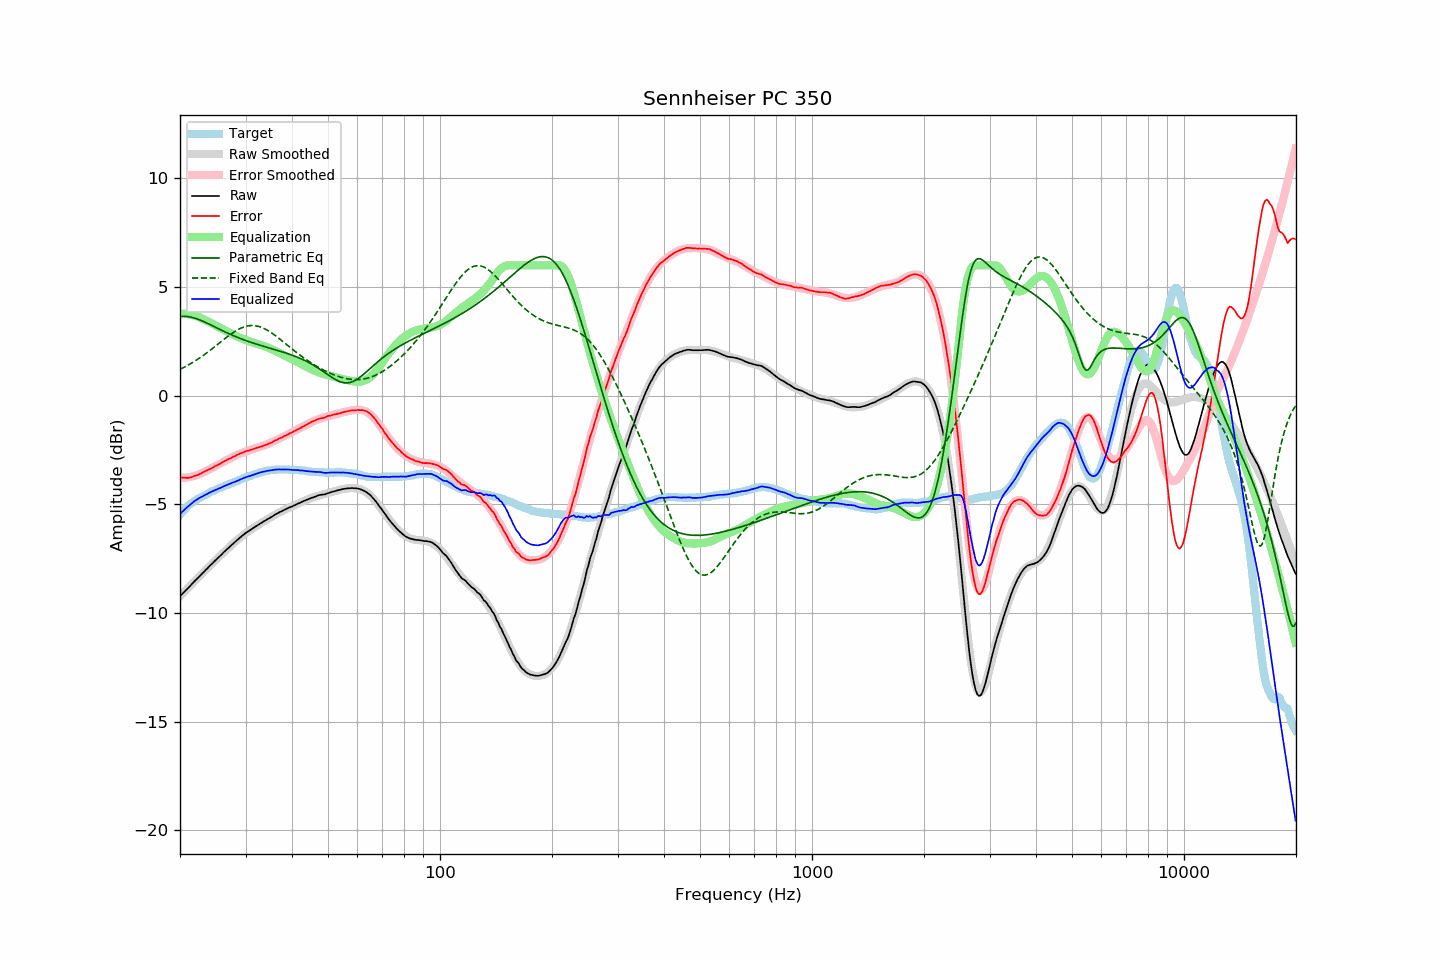 Sennheiser PC 350
Target
Raw Smoothed
Error Smoothed
Raw
Error
Equalization
Parametric Eq
Fixed Band Eq
Equalized
10
5
0
−5
−10
−15
−20
Amplitude (dBr)
100
1000
10000
Frequency (Hz)